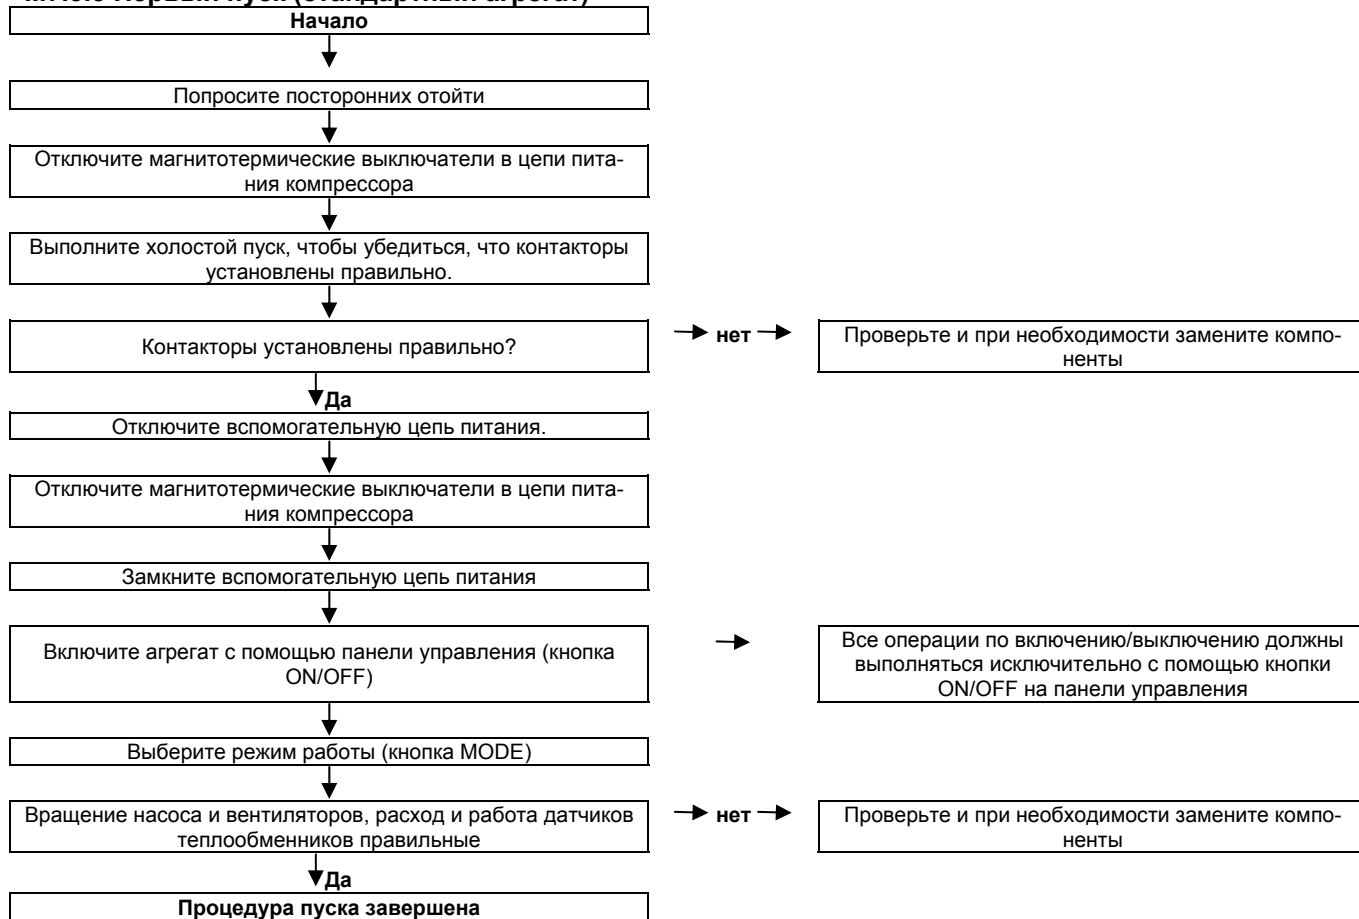 Первый пуск (стандартный агрегат)
Начало
Попросите посторонних отойти
Отключите магнитотермические выключатели в цепи пита-
ния компрессора
Выполните холостой пуск, чтобы убедиться, что контакторы
установлены правильно.
Контакторы установлены правильно?
нет
Проверьте и при необходимости замените компо-
ненты
Да
Отключите вспомогательную цепь питания.
Отключите магнитотермические выключатели в цепи пита-
ния компрессора
Замкните вспомогательную цепь питания
Включите агрегат с помощью панели управления (кнопка
ON/OFF)
Все операции по включению/выключению должны
выполняться исключительно с помощью кнопки
ON/OFF на панели управления
Выберите режим работы (кнопка MODE)
Вращение насоса и вентиляторов, расход и работа датчиков
теплообменников правильные
нет
Проверьте и при необходимости замените компо-
ненты
Да
Процедура пуска завершена